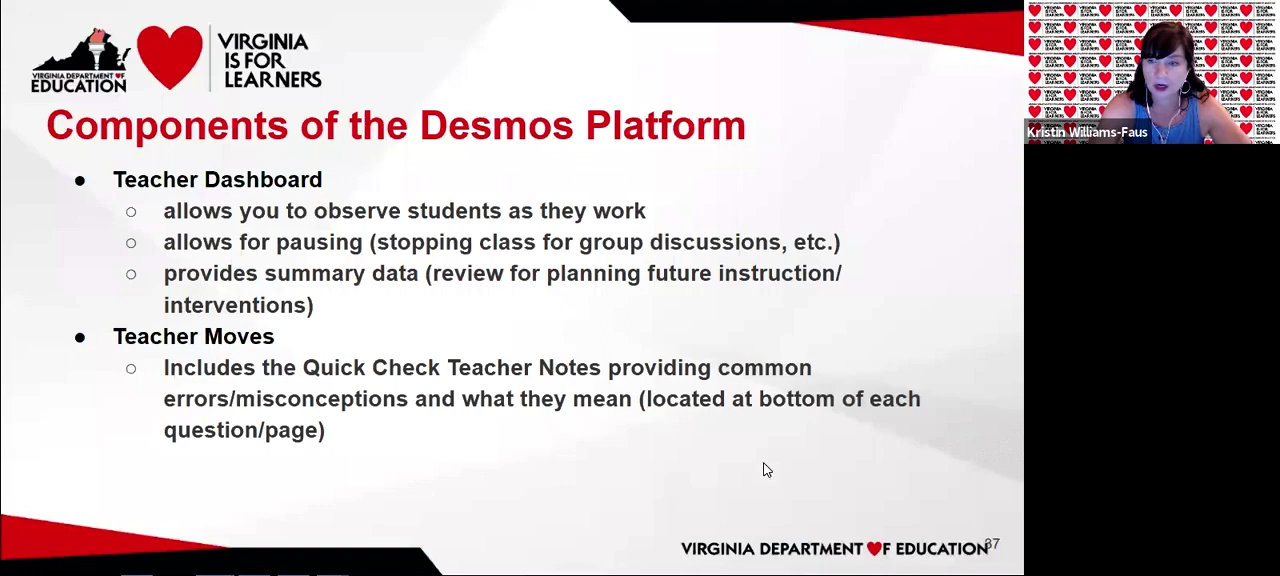 VIRGINIA DEPARTMENT OF
EDUCATION
VIRGINIA
IS FOR
LEARNERS
Components of the Desmos Platform
● Teacher Dashboard
○ allows you to observe students as they work
○ allows for pausing (stopping class for group discussions, etc.)
○ provides summary data (review for planning future instruction/
interventions)
● Teacher Moves
○ Includes the Quick Check Teacher Notes providing common
errors/misconceptions and what they mean (located at bottom of each
question/page)
VIRGINIA DEPARTMENT OF EDUCATION
37
Kristin Williams-Faus